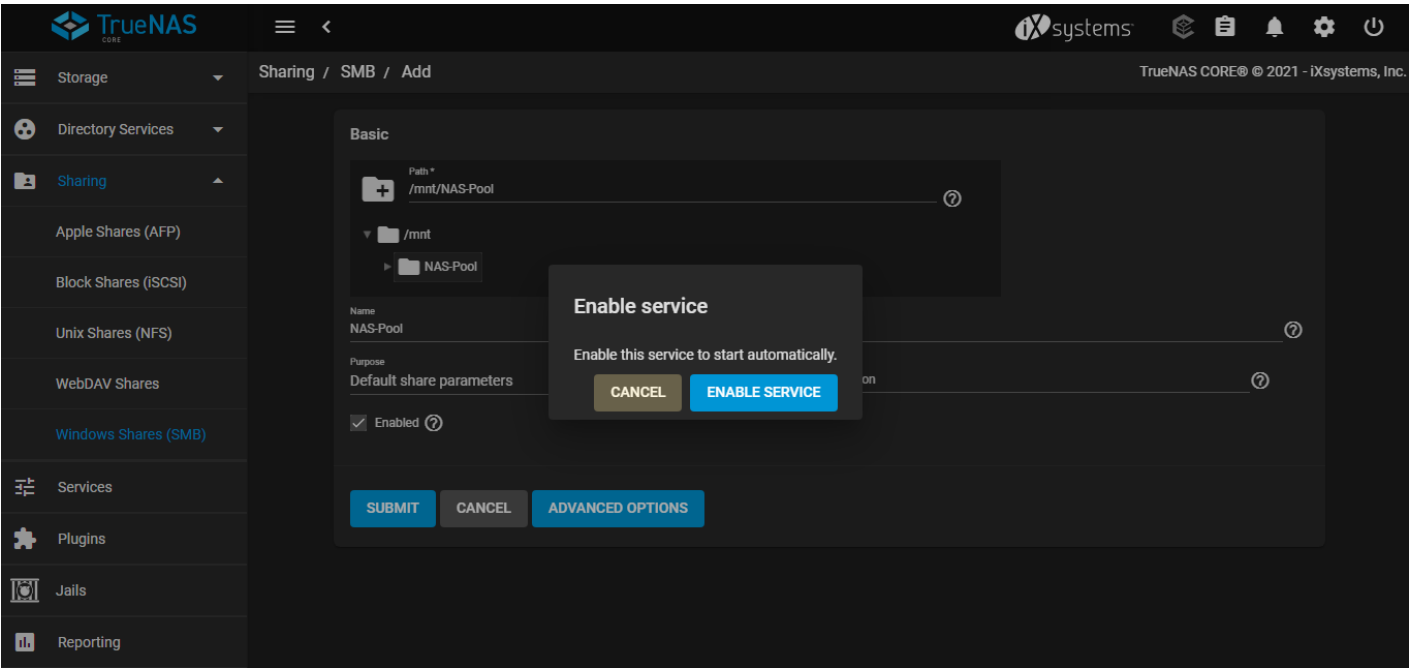 TrueNAS
CORE
iXsystems
Storage
Sharing / SMB / Add
TrueNAS CORE® © 2021 - iXsystems, Inc.
Directory Services
Sharing
Apple Shares (AFP)
Block Shares (iSCSI)
Unix Shares (NFS)
WebDAV Shares
Windows Shares (SMB)
Services
Plugins
Jails
Reporting
Basic
Path *
/mnt/NAS-Pool
/mnt
NAS-Pool
Name
NAS-Pool
Purpose
Default share parameters
on
Enabled
SUBMIT
CANCEL
ADVANCED OPTIONS
Enable service
Enable this service to start automatically.
CANCEL
ENABLE SERVICE